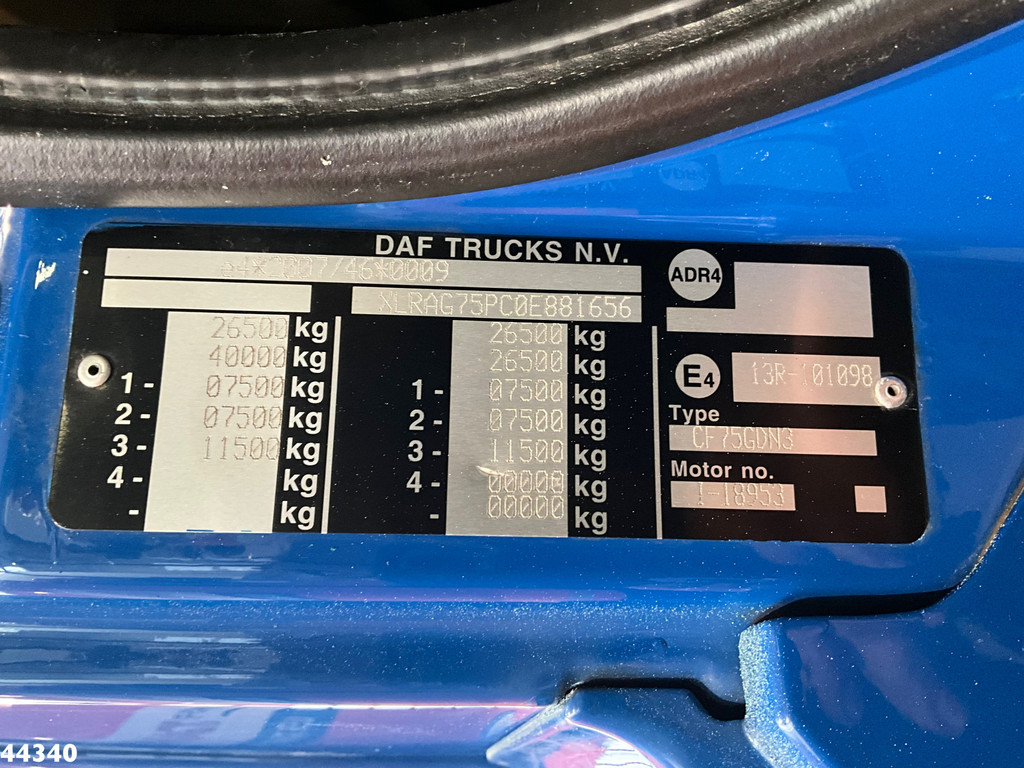 DAF TRUCKS N.V.
e4*2007/46*0009
XLRAG75PC0E881656
26500 kg 26500 kg
40000 kg 26500 kg
1 - 07500 kg 1 - 07500 kg
2 - 07500 kg 2 - 07500 kg
3 - 11500 kg 3 - 11500 kg
4 - kg 4 - 00000 kg
- kg - 00000 kg
ADR4
E4 13R-101098
Type
CF75GDN3
Motor no.
1-18953
44340